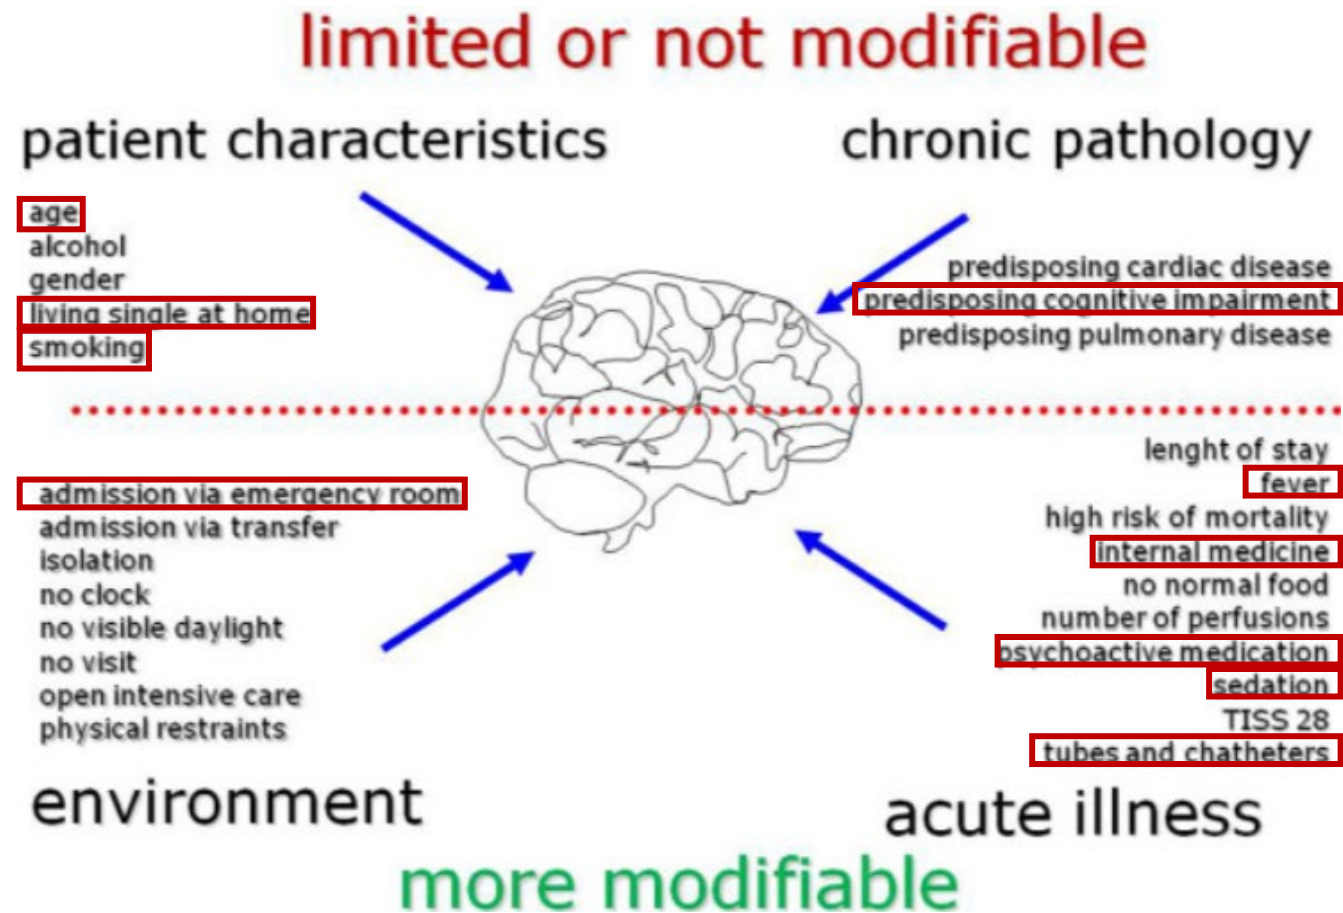 limited or not modifiable
patient characteristics
age
alcohol
gender
living single at home
smoking
chronic pathology
predisposing cardiac disease
predisposing cognitive impairment
predisposing pulmonary disease
admission via emergency room
admission via transfer
isolation
no clock
no visible daylight
no visit
open intensive care
physical restraints
environment
lenght of stay
fever
high risk of mortality
internal medicine
no normal food
number of perfusions
psychoactive medication
sedation
TISS 28
tubes and chatheters
acute illness
more modifiable